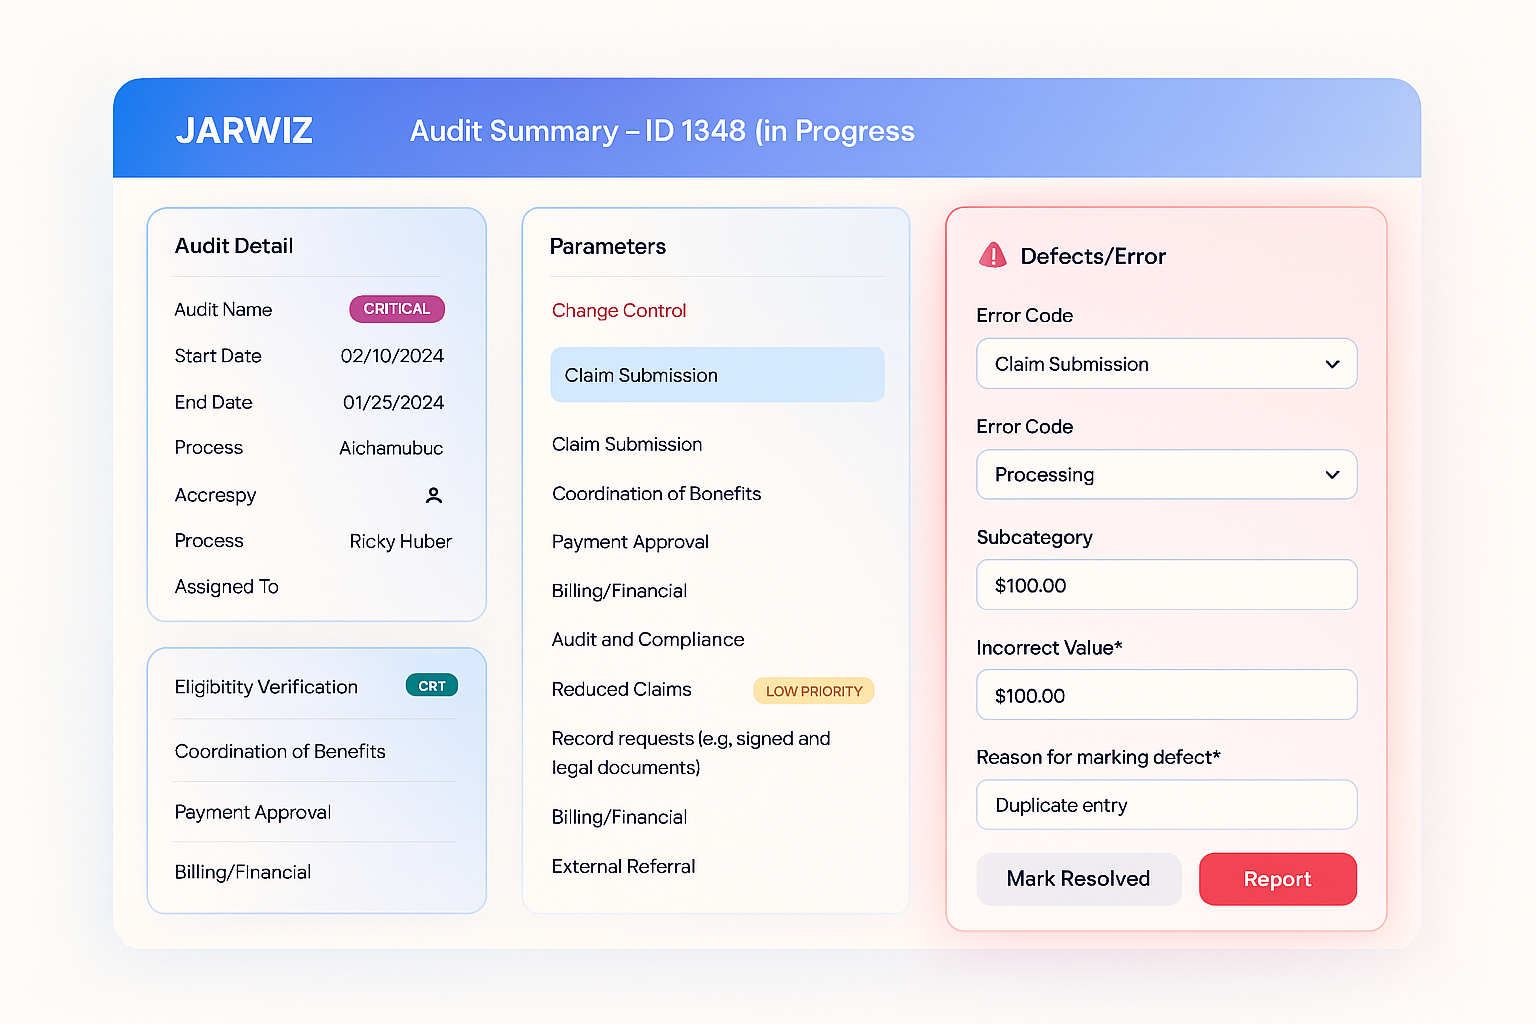 JARWIZ
Audit Summary – ID 1348 (in Progress
Audit Detail
Audit Name CRITICAL
Start Date 02/10/2024
End Date 01/25/2024
Process Aichamubuc
Accrespy
Process Ricky Huber
Assigned To
Eligibitity Verification CRT
Coordination of Benefits
Payment Approval
Billing/FInancial
Parameters
Change Control
Claim Submission
Claim Submission
Coordination of Bonefits
Payment Approval
Billing/Financial
Audit and Compliance
Reduced Claims LOW PRIORITY
Record requests (e.g, signed and
legal documents)
Billing/Financial
External Referral
Defects/Error
Error Code
Claim Submission
Error Code
Processing
Subcategory
$100.00
Incorrect Value*
$100.00
Reason for marking defect*
Duplicate entry
Mark Resolved Report